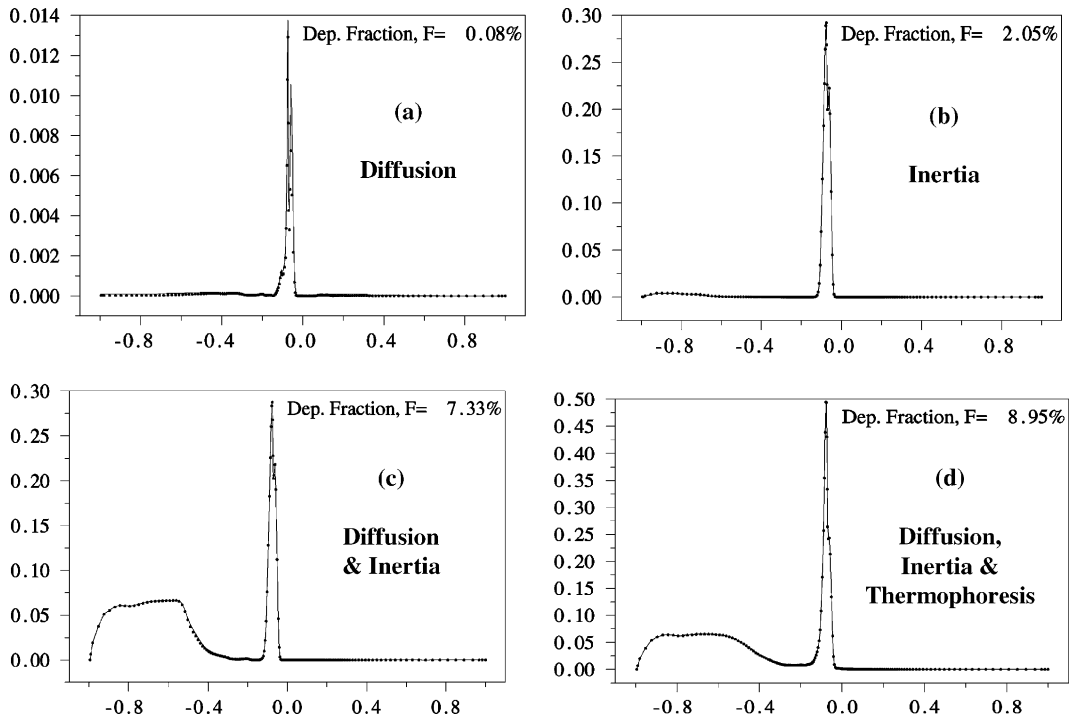 0.014
0.012
0.010
0.008
0.006
0.004
0.002
0.000
Dep. Fraction, F= 0.08%
(a)
Diffusion
-0.8 -0.4 0.0 0.4 0.8
0.30
0.25
0.20
0.15
0.10
0.05
0.00
Dep. Fraction, F= 2.05%
(b)
Inertia
-0.8 -0.4 0.0 0.4 0.8
0.30
0.25
0.20
0.15
0.10
0.05
0.00
Dep. Fraction, F= 7.33%
(c)
Diffusion
& Inertia
-0.8 -0.4 0.0 0.4 0.8
0.50
0.45
0.40
0.35
0.30
0.25
0.20
0.15
0.10
0.05
0.00
Dep. Fraction, F= 8.95%
(d)
Diffusion,
Inertia &
Thermophoresis
-0.8 -0.4 0.0 0.4 0.8